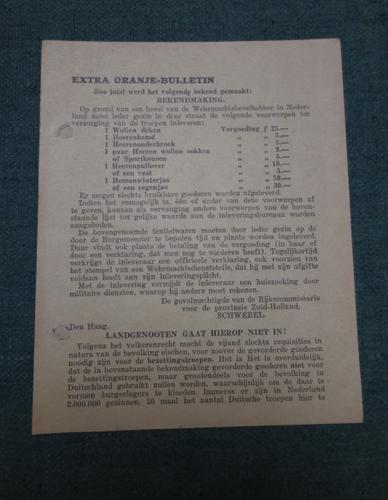 EXTRA ORANJE-BULLETIN
Zoo juist werd het volgende bekend gemaakt:
BEKENDMAKING.
Op grond van een bevel van de Wehrmachtsbevelhebber in Neder-
land moet ieder gezin in deze straat de volgende voorwerpen ter
verzorging van de troepen inleveren:
1 Wollen deken Vergoeding ƒ 25.—
1 Heerenhemd „ „ 5.—
1 Heerenonderbroek „ „ 5.—
1 paar Heeren wollen sokken „ „ 2.—
of Sportkousen „ „ 5.—
1 Heerenpullover „ „ 10.—
of een vest „ „ 5.—
1 Heerenwinterjas „ „ 50.—
of een regenjas „ „ 30.—
Er mogen slechts bruikbare goederen worden afgeleverd.
Indien het onmogelijk is, één of ander van deze voorwerpen af
te geven, kunnen als vervanging andere voorwerpen van de boven-
staande lijst tot gelijke waarde aan de inleveringsbureaux worden
aangeboden.
De bovengenoemde textielwaren moeten door ieder gezin op de
door de Burgemeester te bepalen tijd en plaats worden ingeleverd.
Daar vindt ook plaats de betaling van de vergoeding (in baar of
door een verklaring, dat men nog te vorderen heeft). Tegelijkertijd
verkrijgt de inleveraar een officieele verklaring, ook voorzien van
het stempel van een Wehrmachtsdienststelle, dat hij met zijn afgifte
voldaan heeft aan zijn inleveringsplicht.
Met de inlevering vermijdt de inleveraar een huiszoeking door
militaire diensten, waarop hij anders moet rekenen.
De gevolmachtigde van de Rijkscommissaris
voor de provincie Zuid-Holland,
SCHWEBEL.
Den Haag.
LANDGENOOTEN GAAT HIEROP NIET IN!
Volgens het volkerenrecht mag de vijand slechts requisities in
natura van de bevolking eischen, voor zoover de gevorderde goederen
noodig zijn voor de bezettingstroepen. Het is Het is overduidelijk,
dat de in bovenstaande bekendmaking gevorderde goederen niet voor
de bezettingstroepen, maar grootendeels voor de bevolking in
Duitschland gebruikt zullen worden, waarschijnlijk om de daar te
vormen burgerlegers te kleeden. Immers er zijn in Nederland
2.000.000 gezinnen, 10 maal het aantal Duitsche troepen hier te